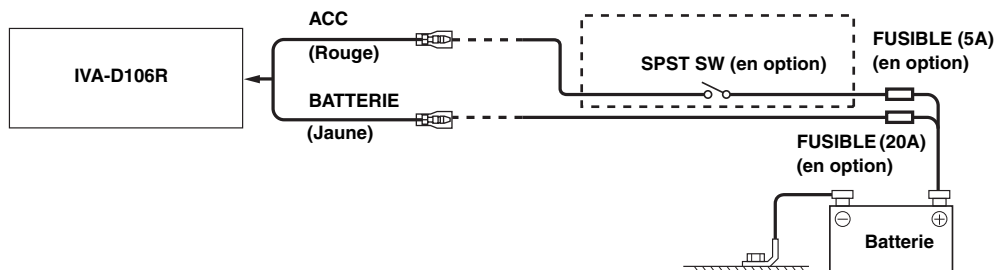 ACC
(Rouge)
IVA-D106R
BATTERIE
(Jaune)
SPST SW (en option)
FUSIBLE (5A)
(en option)
FUSIBLE (20A)
(en option)
Batterie